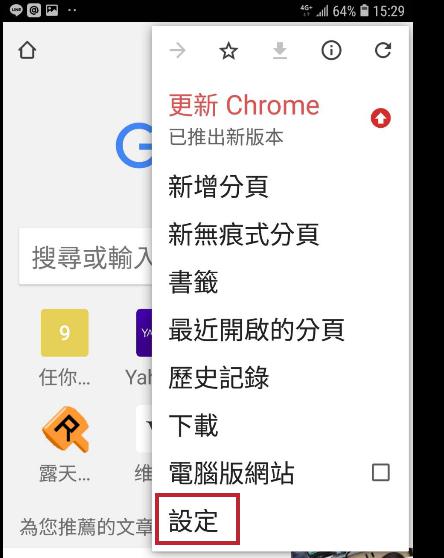 LINE @ 4G+ 64% 15:29
更新 Chrome
已推出新版本
新增分頁
新無痕式分頁
書籤
最近開啟的分頁
歷史記錄
下載
電腦版網站
設定
G
搜尋或輸入
9 YA
任你... Yah
露天... 维
為您推薦的文章